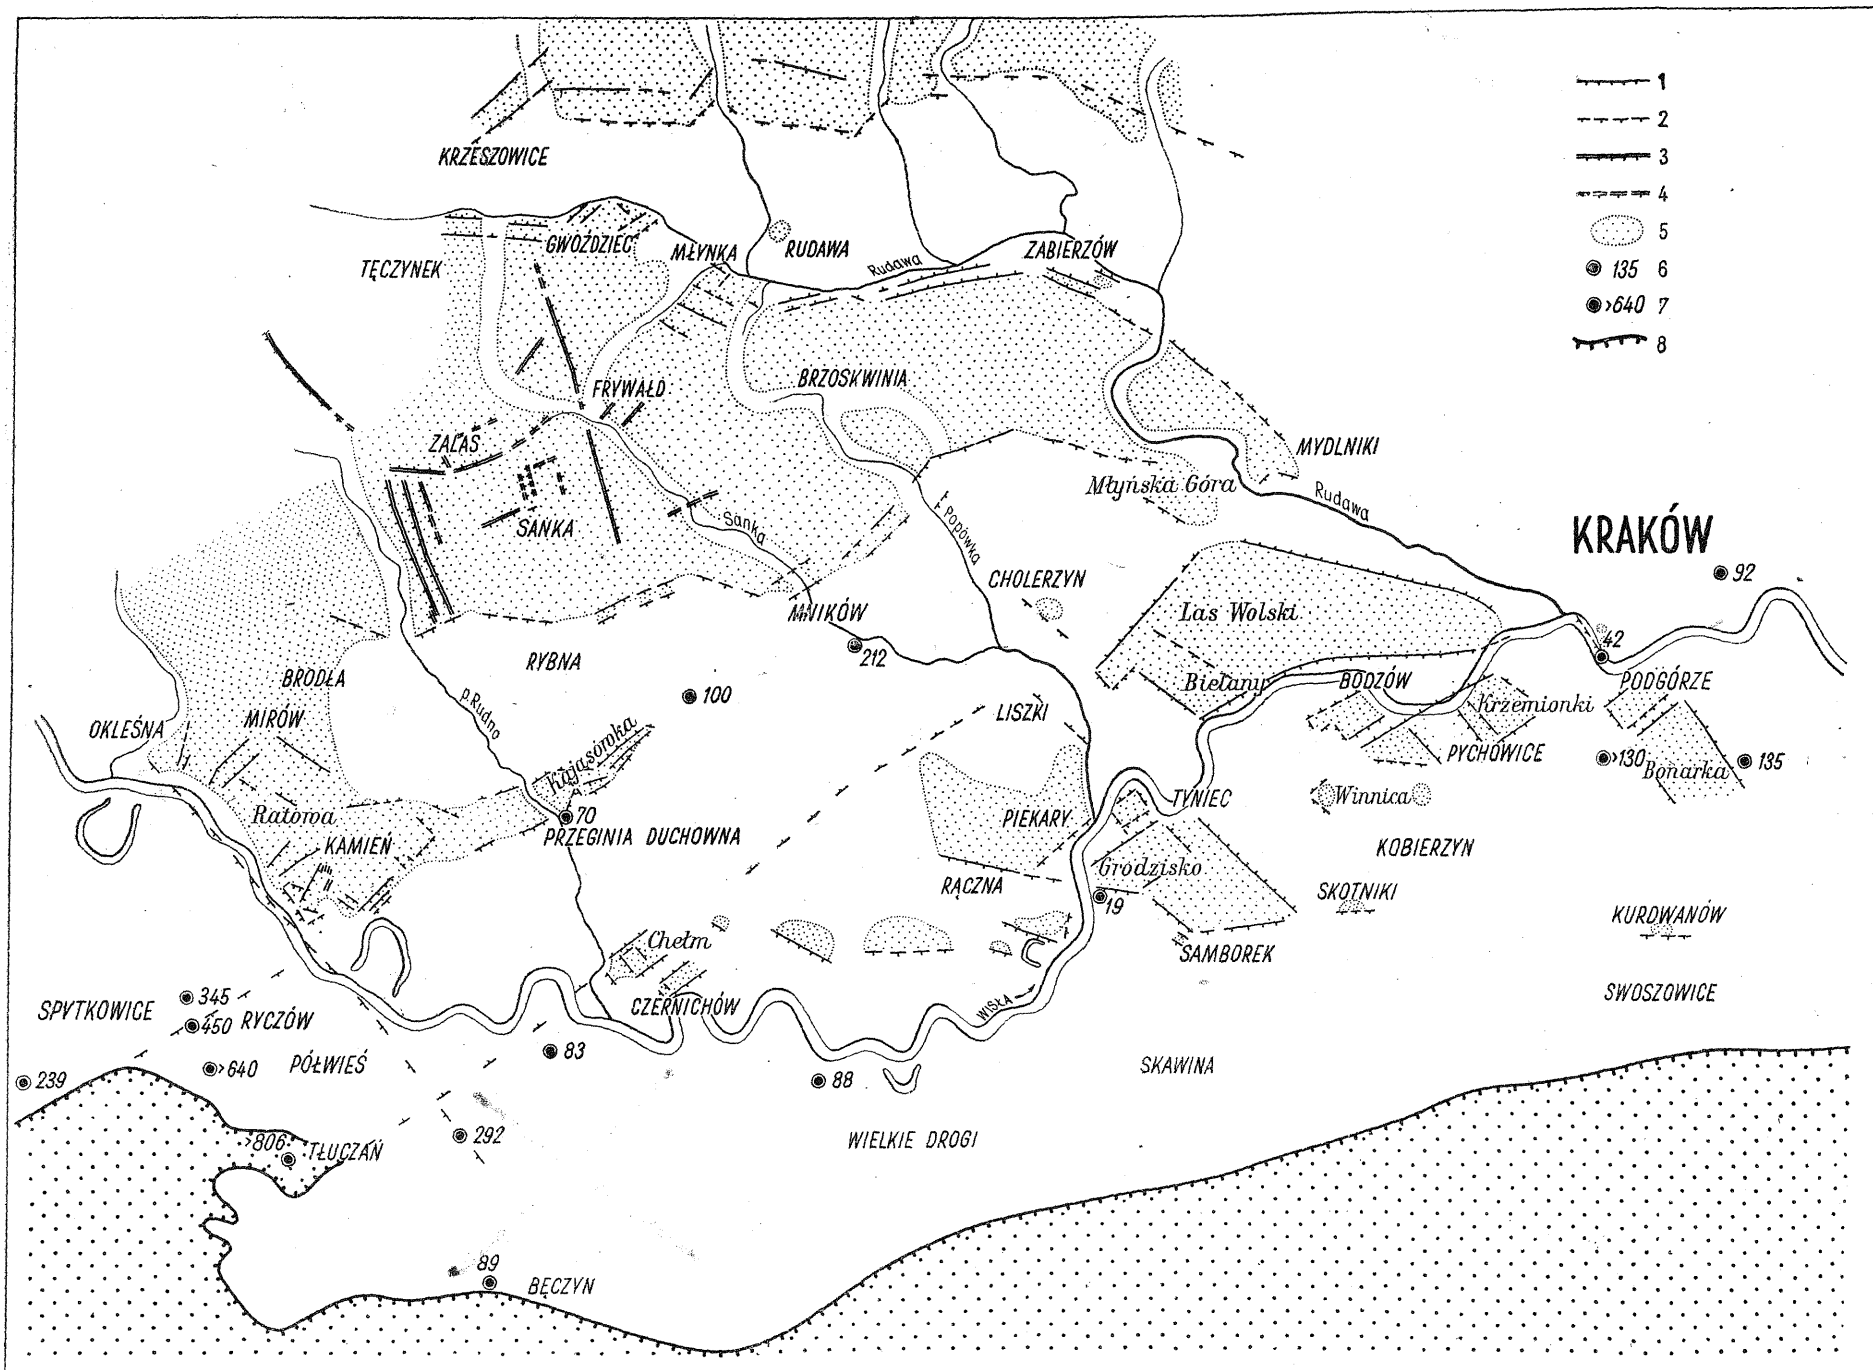 1
2
3
4
5
135 6
>640 7
8
KRZESZOWICE
TĘCZYNEK
GWOŹDZIEC
MŁYNKA
RUDAWA
Rudawa
ZABIERZÓW
ZALAS
FRYWAŁD
BRZOSKWINIA
SANKA
Sanka
Popówka
Młyńska Góra
MYDLNIKI
Rudawa
KRAKÓW
92
CHOLERZYN
MNIKÓW
212
Las Wolski
42
RYBNA
100
BRODŁA
MIRÓW
OKLEŚNA
p. Rudno
LISZKI
Bielany
BODZÓW
Krzemionki
PODGÓRZE
PYCHOWICE
>130
Bonarka
135
Kajasówka
Ratowa
KAMIEŃ
70
PRZEGINIA DUCHOWNA
PIEKARY
TYNIEC
Winnica
KOBIERZYN
RĄCZNA
Grodzisko
19
SKOTNIKI
KURDWANÓW
Chełm
CZERNICHÓW
SAMBOREK
SWOSZOWICE
WISŁA
SPYTKOWICE
345
450 RYCZÓW
>640
PÓŁWIEŚ
239
83
88
SKAWINA
>806
TŁUCZAŃ
292
WIELKIE DROGI
89
BĘCZYN